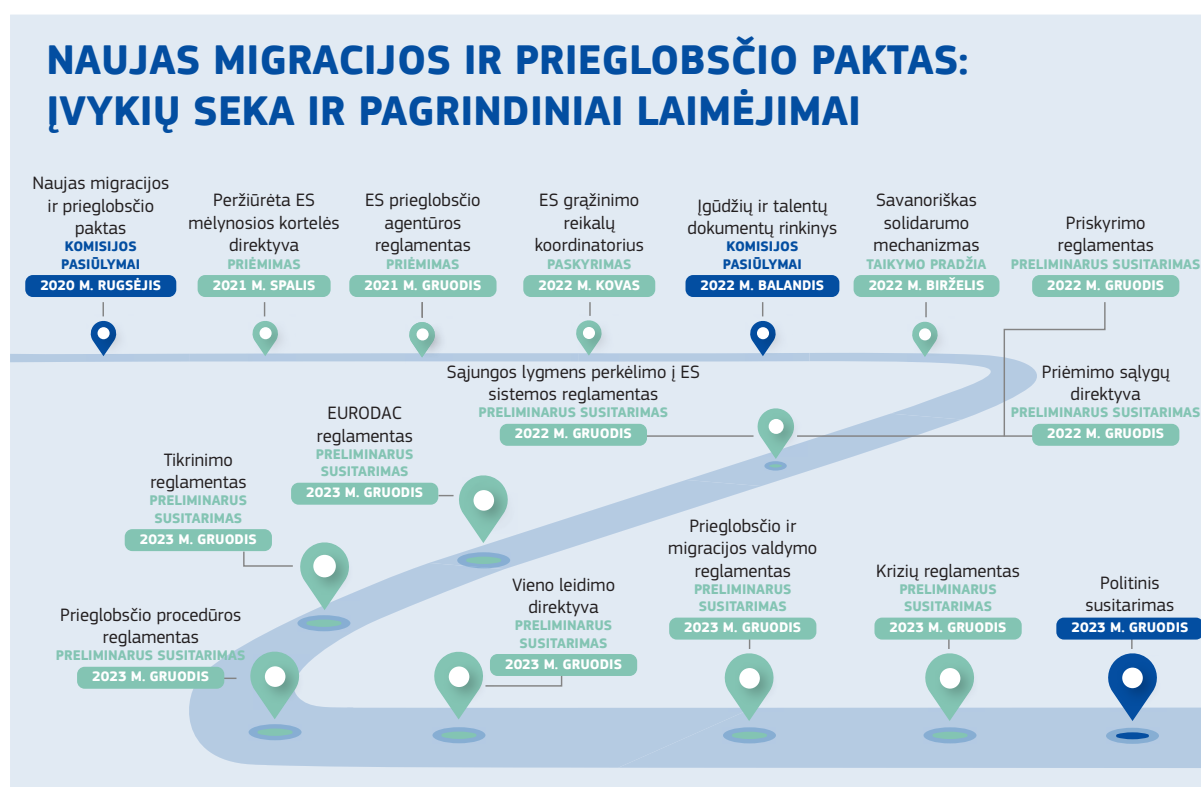 NAUJAS MIGRACIJOS IR PRIEGLOBSČIO PAKTAS:
ĮVYKIŲ SEKA IR PAGRINDINIAI LAIMĖJIMAI
Naujas migracijos
ir prieglobsčio
paktas
KOMISIJOS
PASIŪLYMAI
2020 M. RUGSĖJIS
Peržiūrėta ES
mėlynosios kortelės
direktyva
PRIĖMIMAS
2021 M. SPALIS
ES prieglobsčio
agentūros
reglamentas
PRIĖMIMAS
2021 M. GRUODIS
ES grąžinimo
reikalų
koordinatorius
PASKYRIMAS
2022 M. KOVAS
Įgūdžių ir talentų
dokumentų rinkinys
KOMISIJOS
PASIŪLYMAI
2022 M. BALANDIS
Savanoriškas
solidarumo
mechanizmas
TAIKYMO PRADŽIA
2022 M. BIRŽELIS
Priskyrimo
reglamentas
PRELIMINARUS SUSITARIMAS
2022 M. GRUODIS
Sąjungos lygmens perkėlimo į ES
sistemos reglamentas
PRELIMINARUS SUSITARIMAS
2022 M. GRUODIS
Priėmimo sąlygų
direktyva
PRELIMINARUS SUSITARIMAS
2022 M. GRUODIS
EURODAC
reglamentas
PRELIMINARUS
SUSITARIMAS
2023 M. GRUODIS
Tikrinimo
reglamentas
PRELIMINARUS
SUSITARIMAS
2023 M. GRUODIS
Prieglobsčio procedūros
reglamentas
PRELIMINARUS SUSITARIMAS
2023 M. GRUODIS
Vieno leidimo
direktyva
PRELIMINARUS
SUSITARIMAS
2023 M. GRUODIS
Prieglobsčio ir
migracijos valdymo
reglamentas
PRELIMINARUS
SUSITARIMAS
2023 M. GRUODIS
Krizių reglamentas
PRELIMINARUS
SUSITARIMAS
2023 M. GRUODIS
Politinis
susitarimas
2023 M. GRUODIS